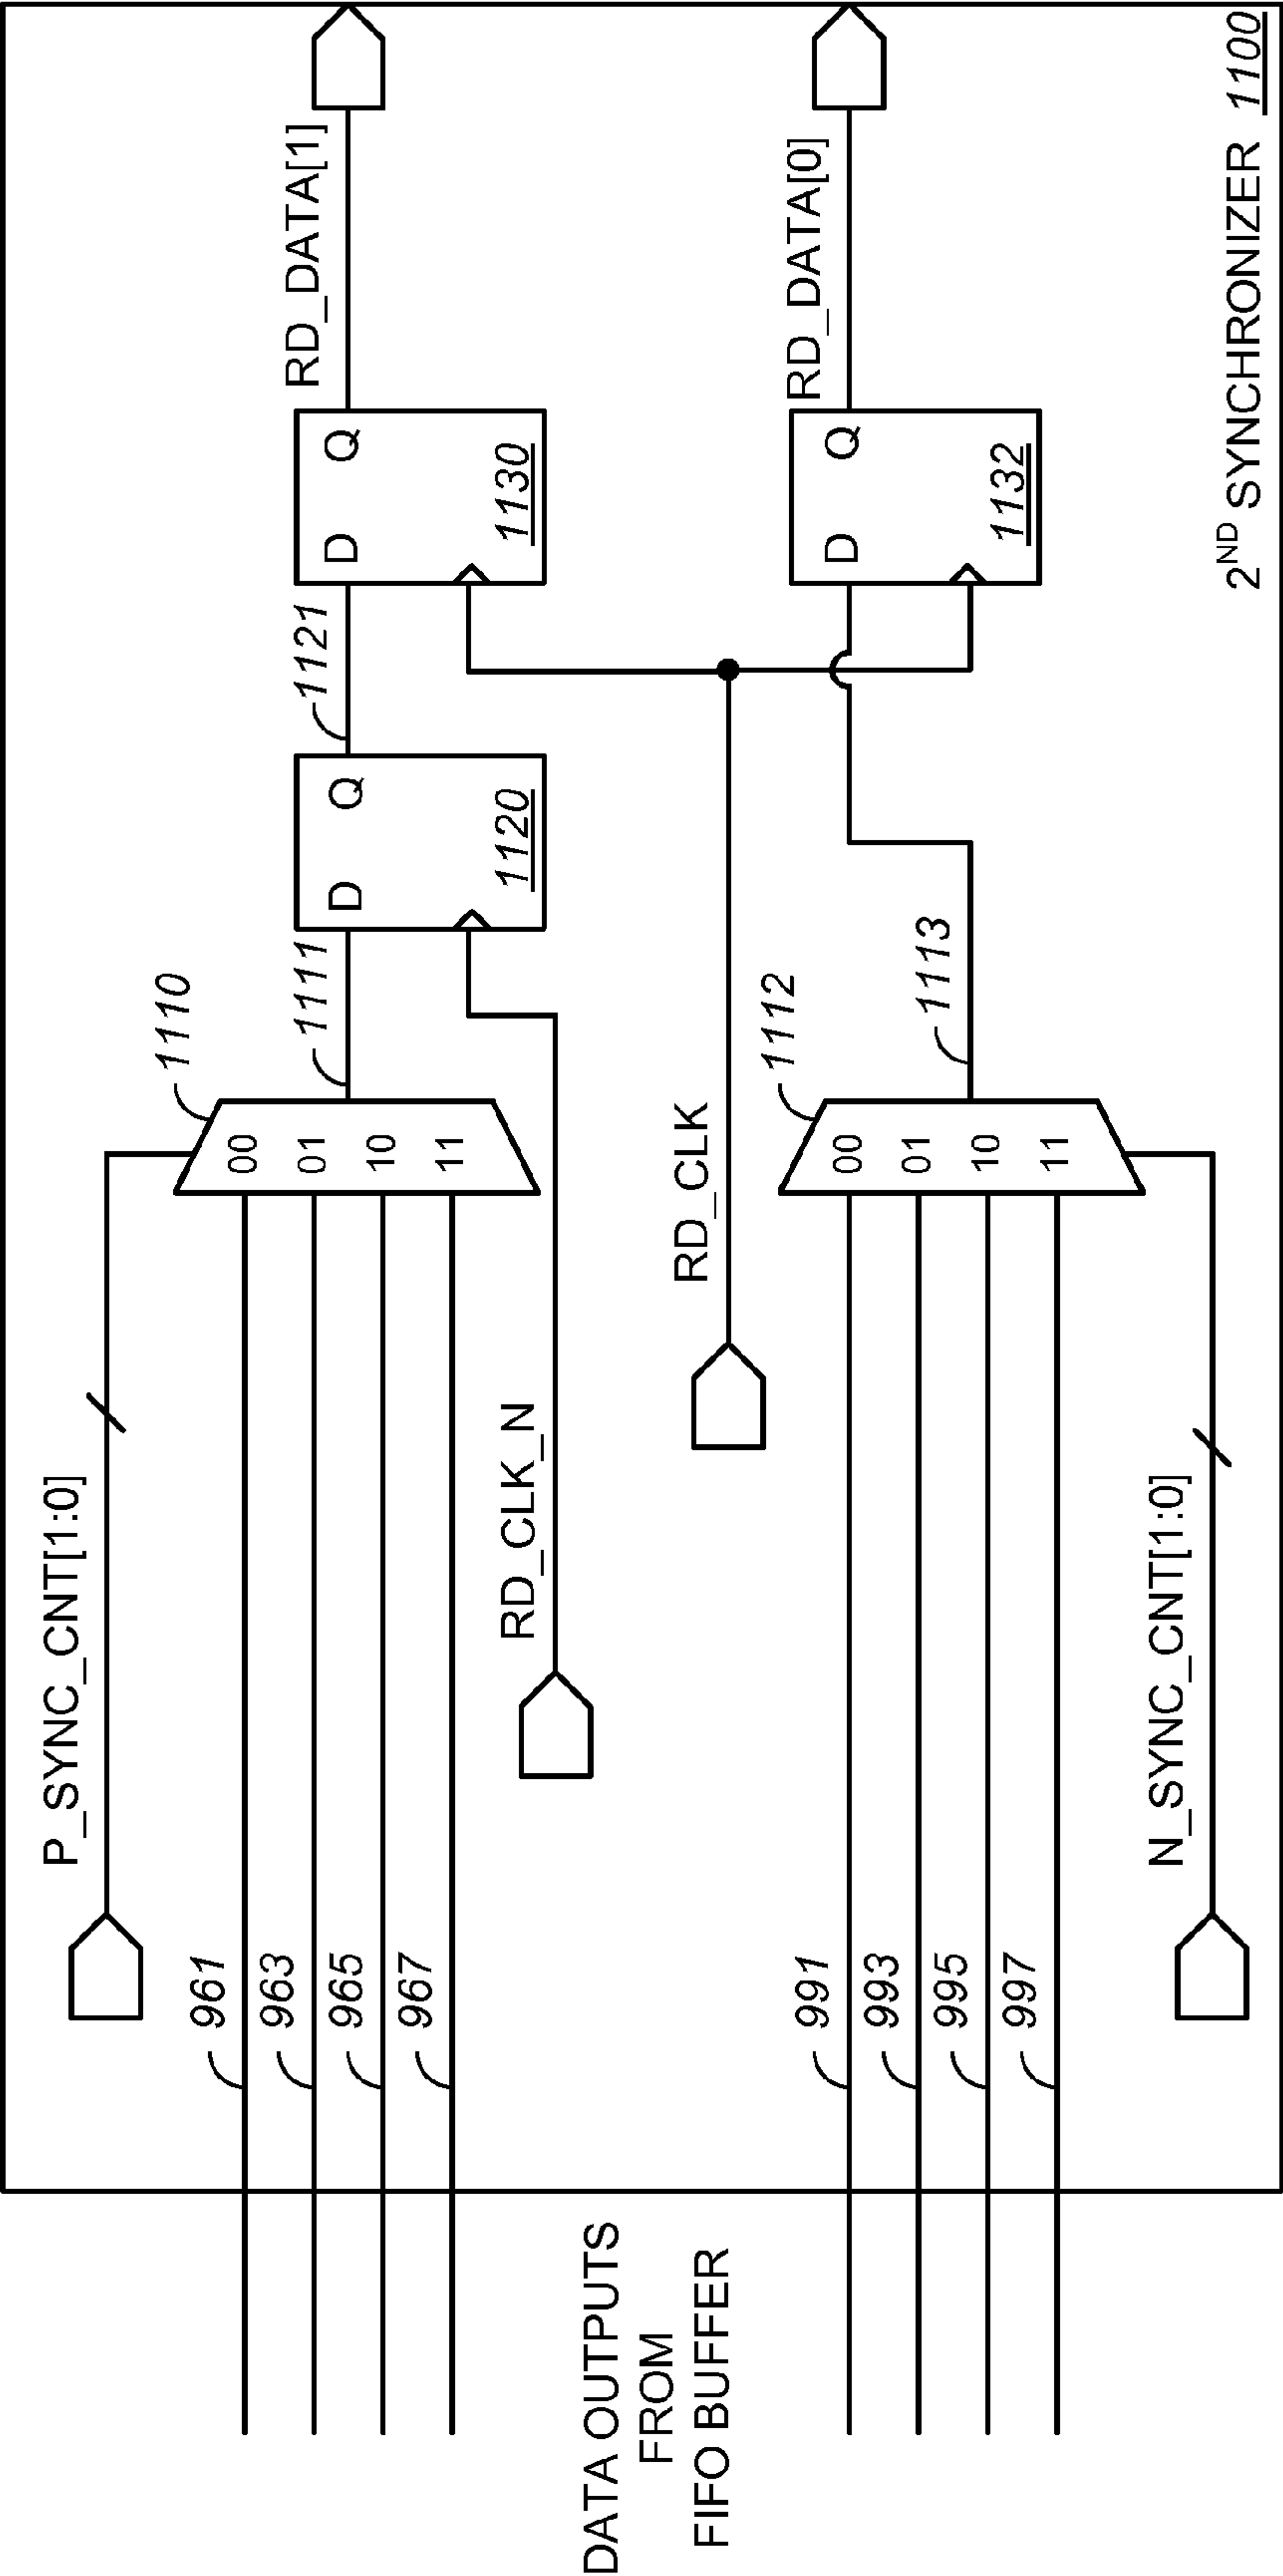 P_SYNC_CNT[1:0]
961
963
965
967
00
01
10
11
1110
1111
D
Q
1120
1121
D
Q
1130
RD_DATA[1]
RD_CLK_N
DATA OUTPUTS
FROM
FIFO BUFFER
RD_CLK
991
993
995
997
00
01
10
11
1112
1113
D
Q
1132
RD_DATA[0]
N_SYNC_CNT[1:0]
2ND SYNCHRONIZER 1100